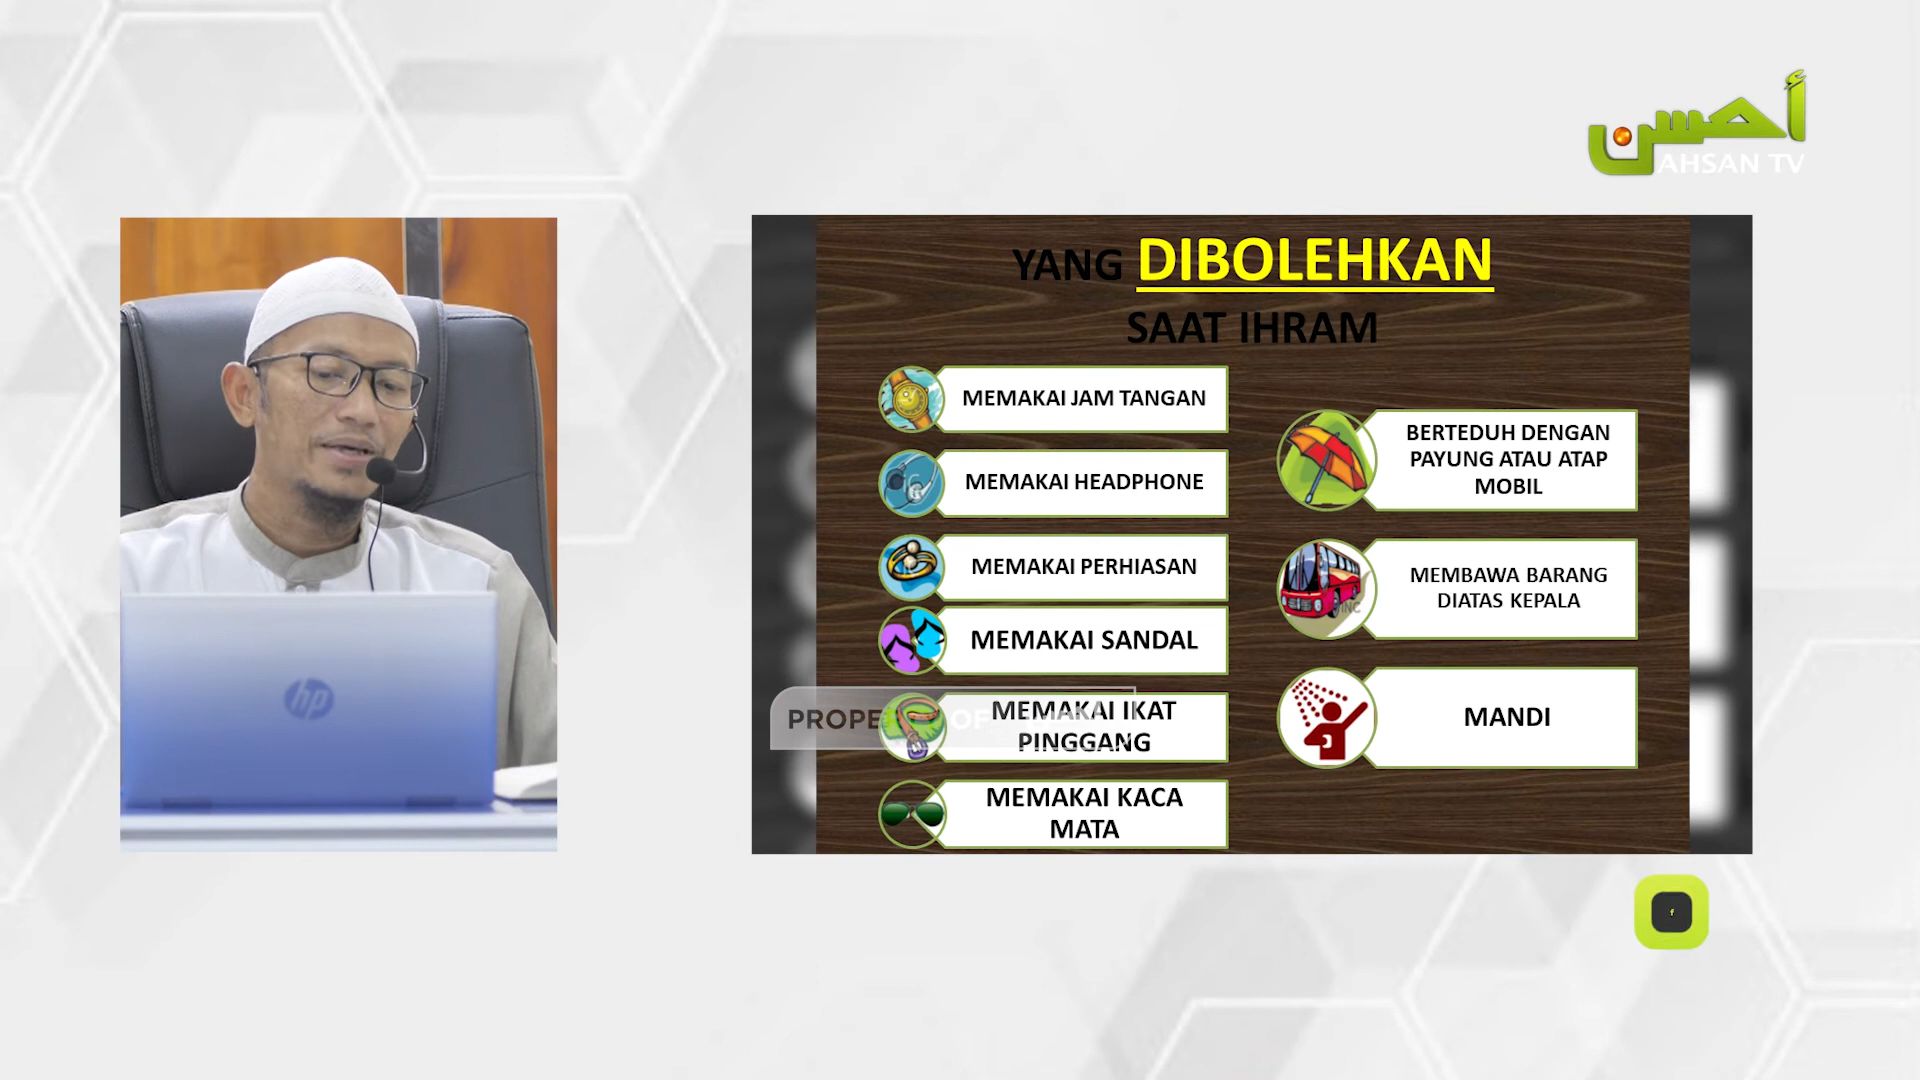 أحسن
AHSAN TV
YANG DIBOLEHKAN
SAAT IHRAM
MEMAKAI JAM TANGAN
MEMAKAI HEADPHONE
MEMAKAI PERHIASAN
MEMAKAI SANDAL
MEMAKAI IKAT
PINGGANG
MEMAKAI KACA
MATA
BERTEDUH DENGAN
PAYUNG ATAU ATAP
MOBIL
MEMBAWA BARANG
DIATAS KEPALA
MANDI
OF
hp
f